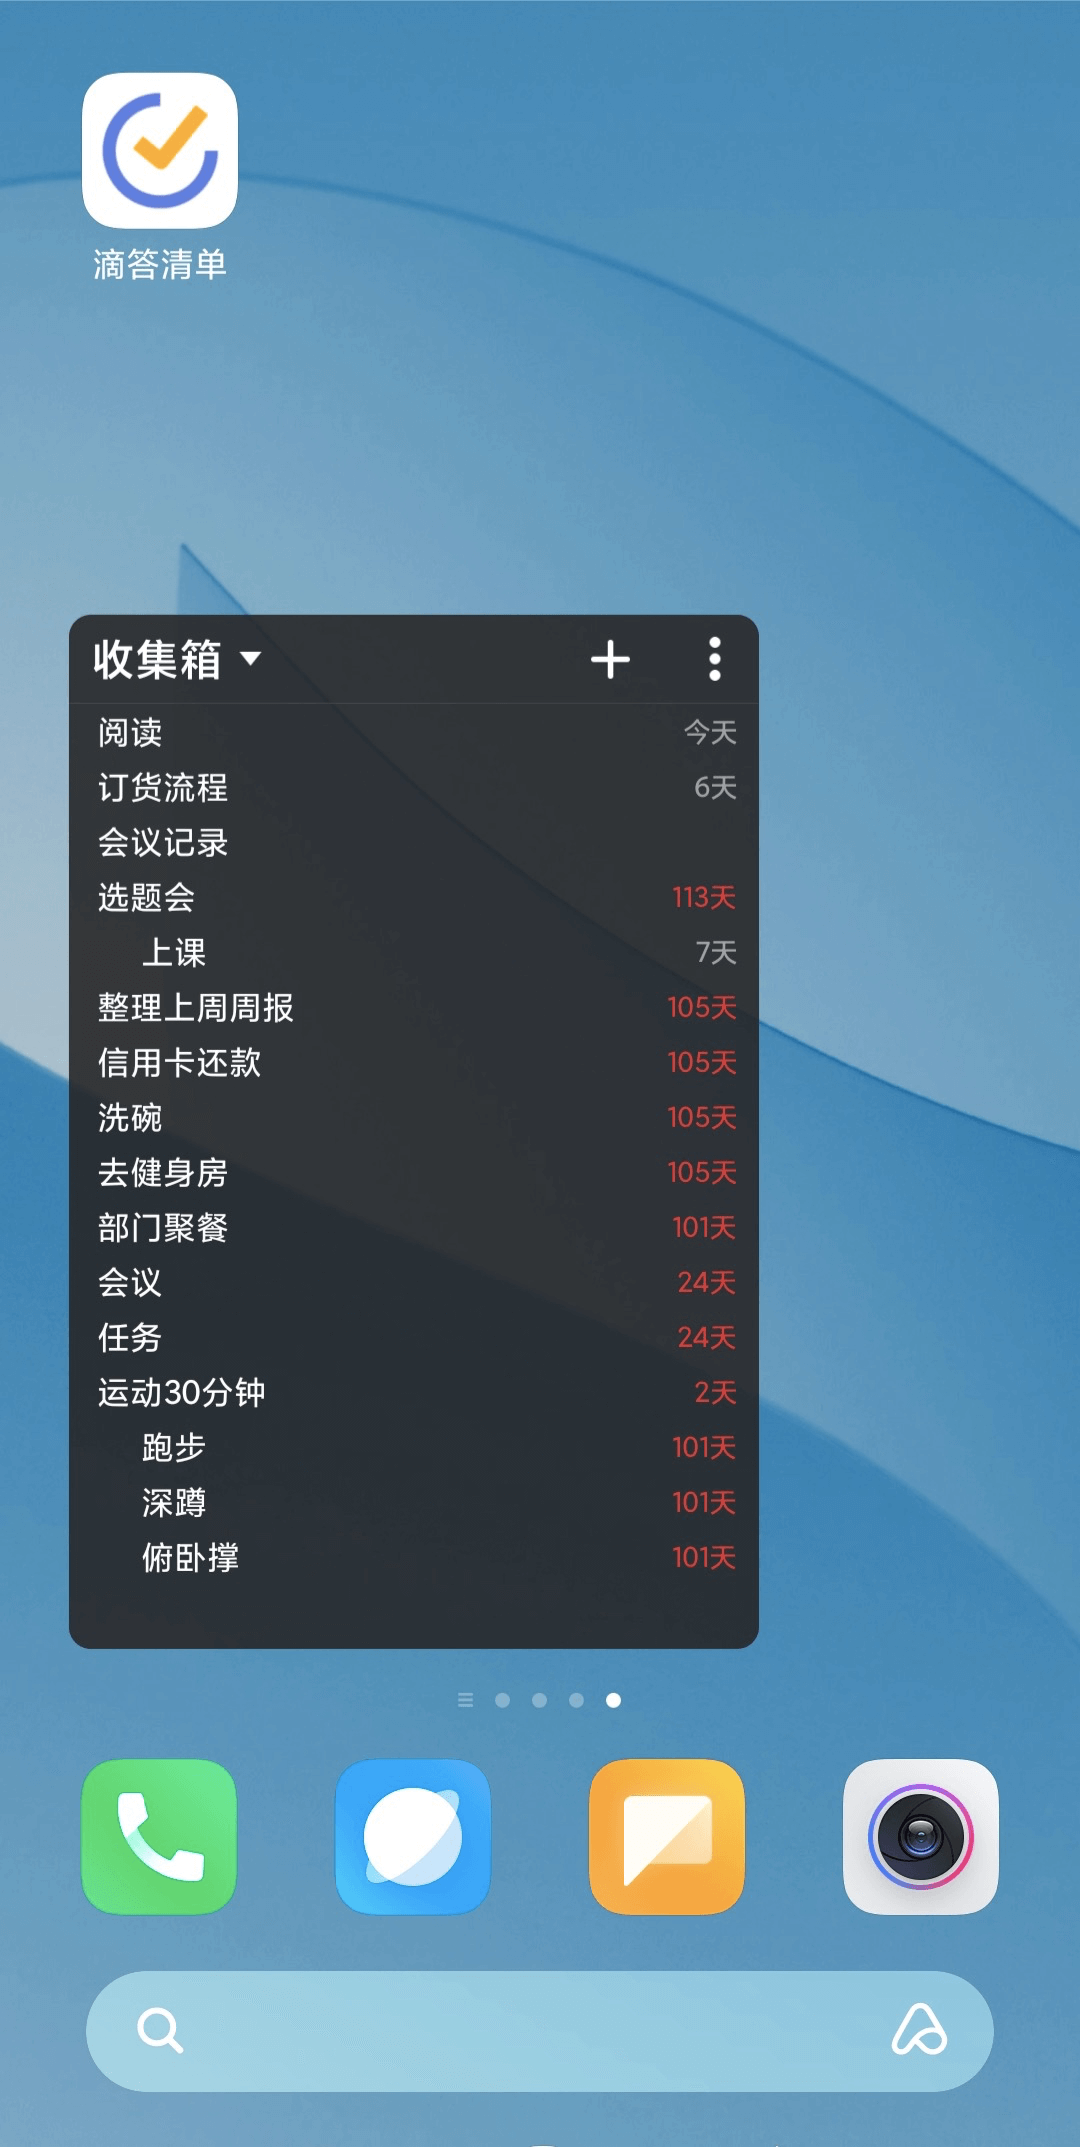 滴答清单
收集箱
阅读 今天
订货流程 6天
会议记录
选题会 113天
上课 7天
整理上周周报 105天
信用卡还款 105天
洗碗 105天
去健身房 105天
部门聚餐 101天
会议 24天
任务 24天
运动30分钟 2天
跑步 101天
深蹲 101天
俯卧撑 101天